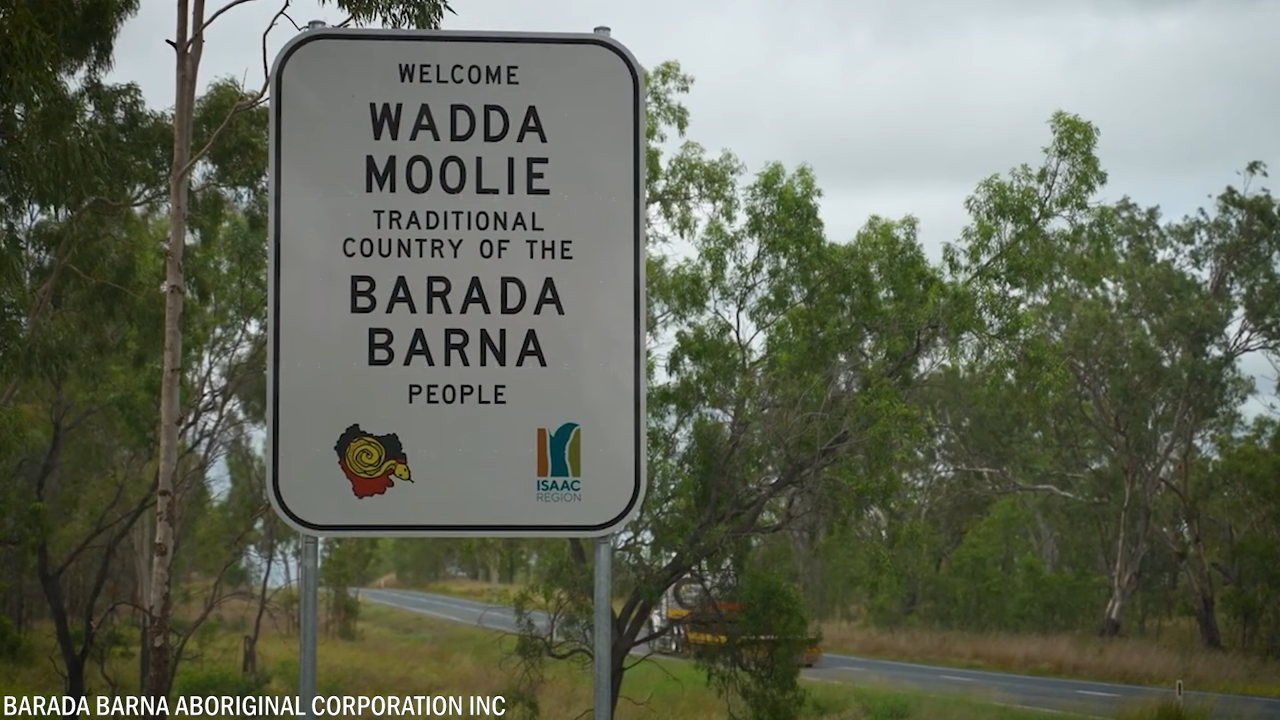 WELCOME
WADDA
MOOLIE
TRADITIONAL
COUNTRY OF THE
BARADA
BARNA
PEOPLE
ISAAC
REGION
BARADA BARNA ABORIGINAL CORPORATION INC